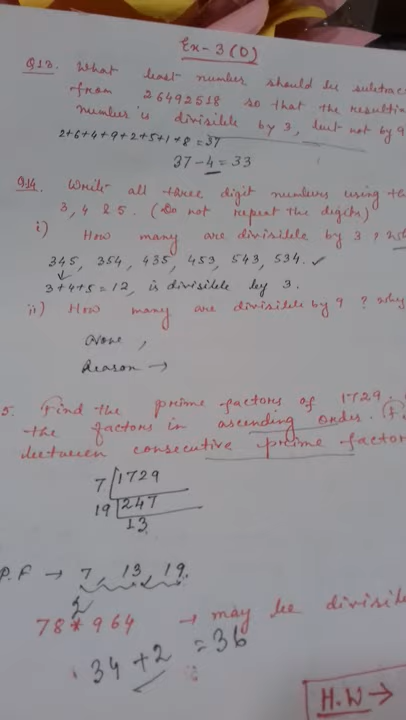 Ex-3(D)
Q13. What least number should be subtrac
from 26492518 so that the resultin
number is divisible by 3, but not by 9
2+6+4+9+2+5+1+8=37
37-4=33
Q14. Write all three digit numbers using th
3, 4 & 5. (Do not repeat the digits)
i) How many are divisible by 3 ? Wh
345, 354, 435, 453, 543, 534. ✓
3+4+5=12, is divisible by 3.
ii) How many are divisible by 9 ? why
None,
Reason →
5. Find the prime factors of 1729.
the factors in ascending order.
between consecutive prime factor
7 1729
19 247
13
P.F → 7, 13, 19.
2
78*964 → may be divisible
34+2 = 36
H.W →